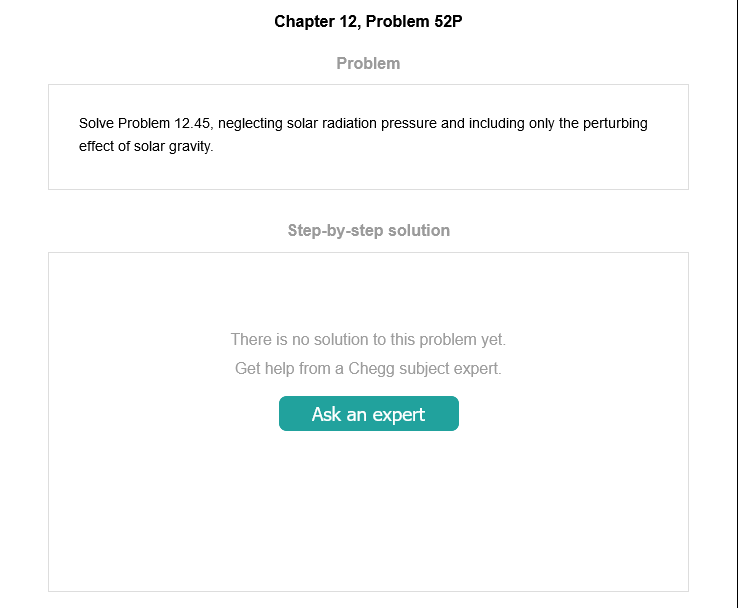 Chapter 12, Problem 52P
Problem
Solve Problem 12.45, neglecting solar radiation pressure and including only the perturbing
effect of solar gravity.
Step-by-step solution
There is no solution to this problem yet.
Get help from a Chegg subject expert.
Ask an expert